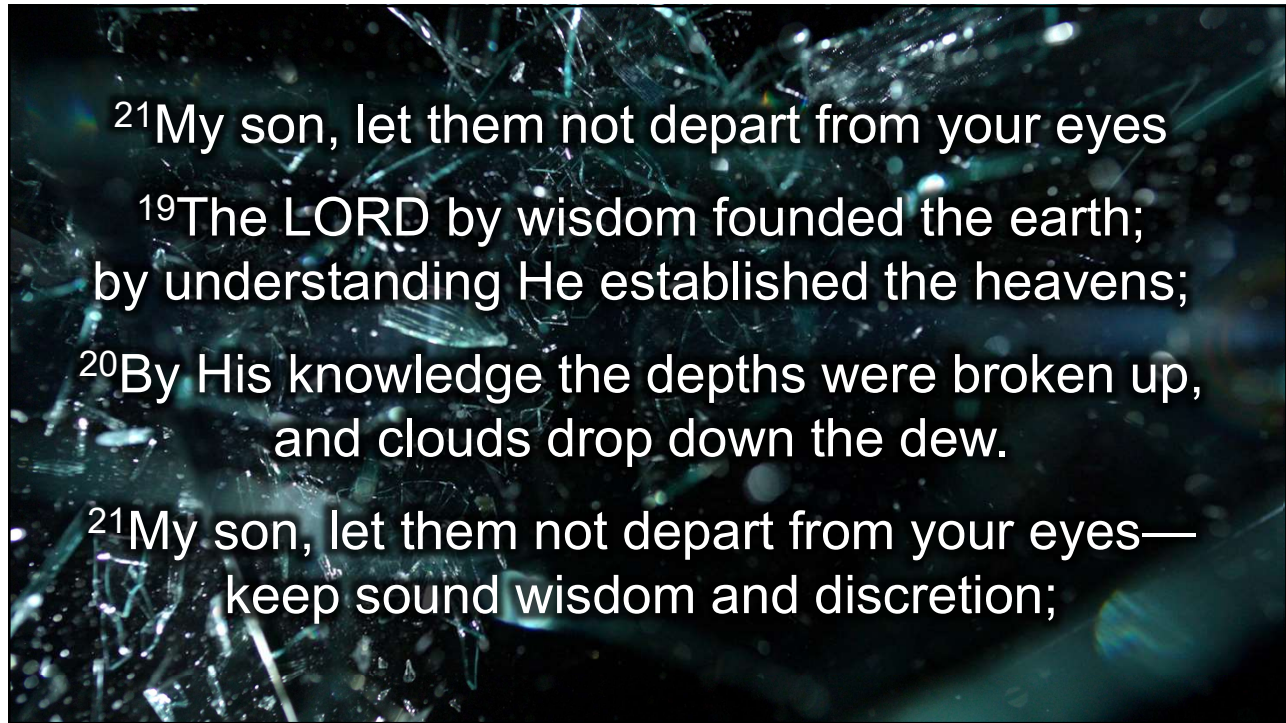 21My son, let them not depart from your eyes
19The LORD by wisdom founded the earth;
by understanding He established the heavens;
20By His knowledge the depths were broken up,
and clouds drop down the dew.
21My son, let them not depart from your eyes—
keep sound wisdom and discretion;